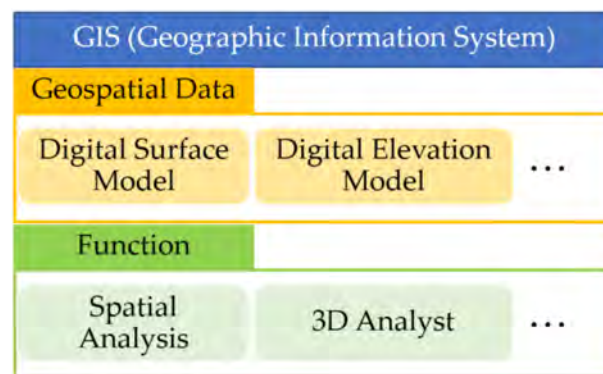 GIS (Geographic Information System)
Geospatial Data
Digital Surface
Model
Digital Elevation
Model
...
Function
Spatial
Analysis
3D Analyst
...